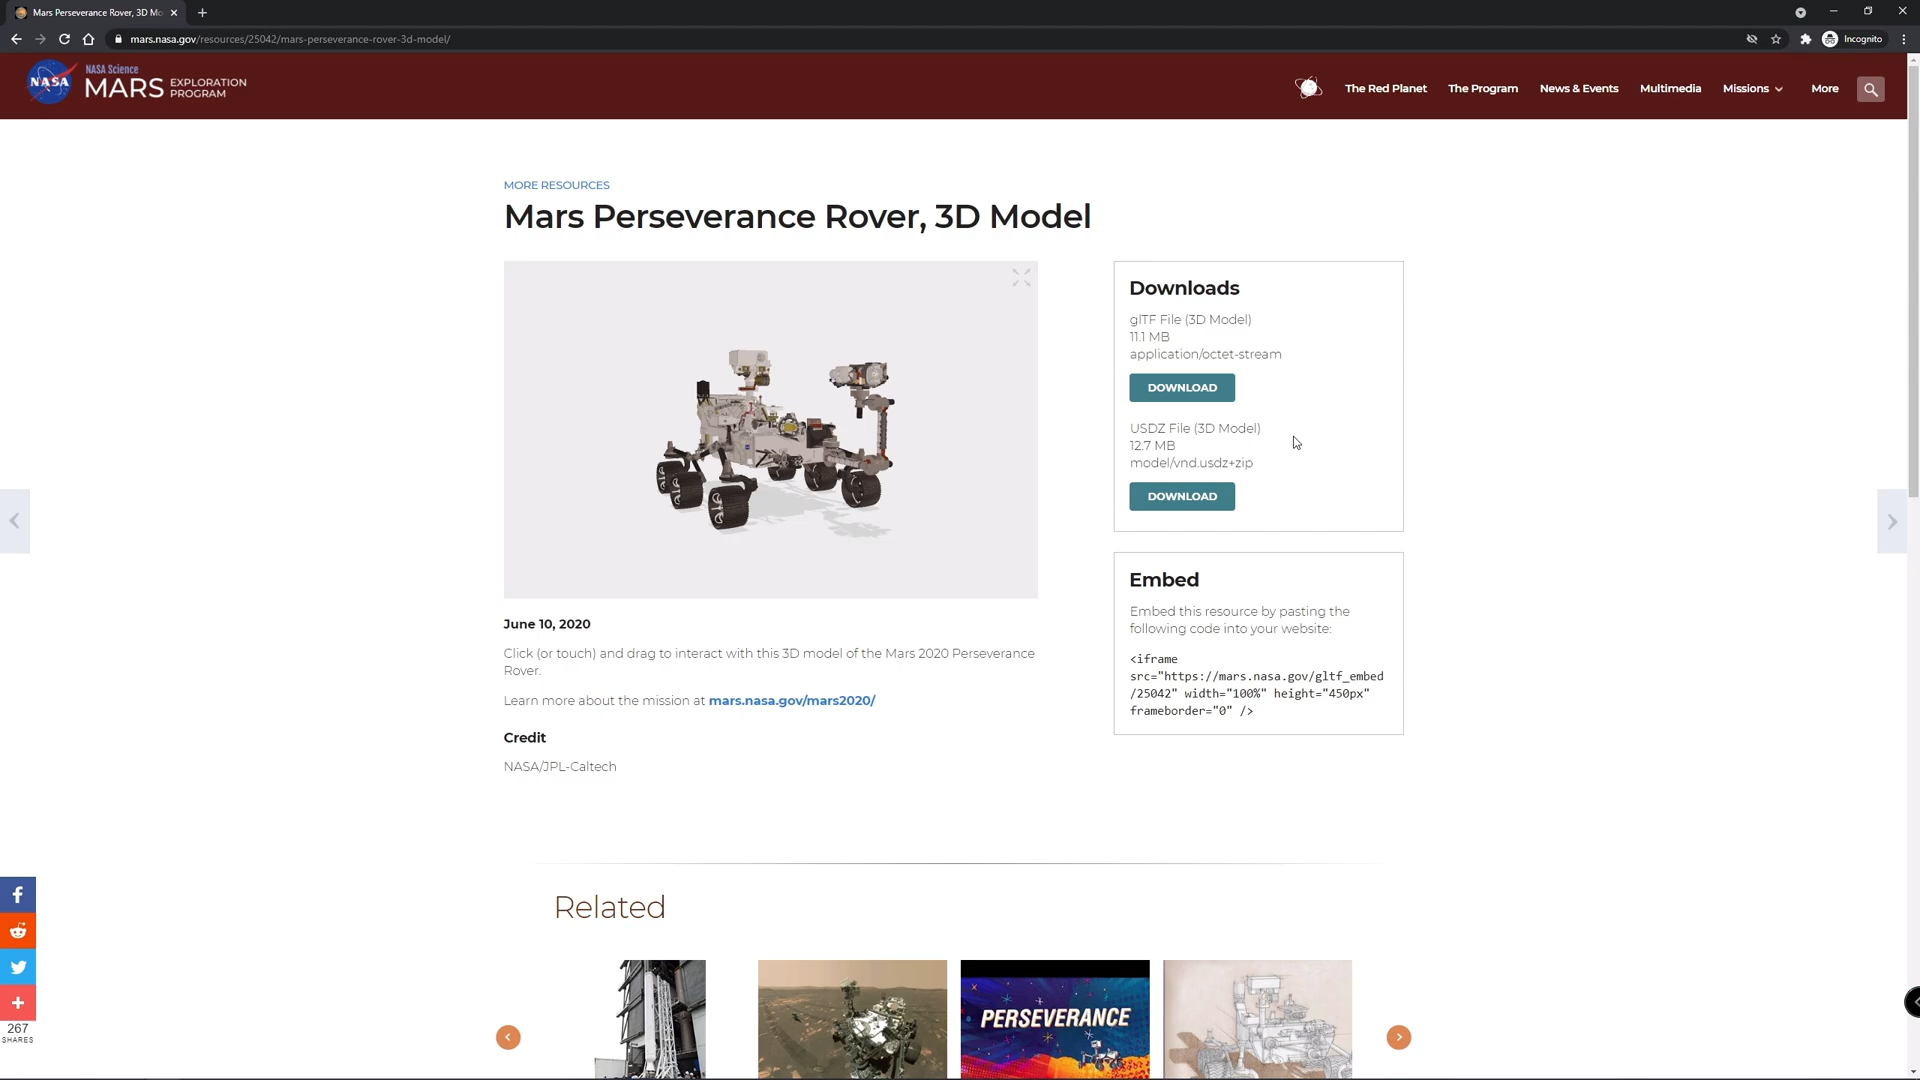 Mars Perseverance Rover, 3D Mo
mars.nasa.gov/resources/25042/mars-perseverance-rover-3d-model/
Incognito
NASA
NASA Science
MARS EXPLORATION PROGRAM
The Red Planet
The Program
News & Events
Multimedia
Missions
More
MORE RESOURCES
Mars Perseverance Rover, 3D Model
Downloads
glTF File (3D Model)
11.1 MB
application/octet-stream
DOWNLOAD
USDZ File (3D Model)
12.7 MB
model/vnd.usdz+zip
DOWNLOAD
Embed
Embed this resource by pasting the
following code into your website:
<iframe
src="https://mars.nasa.gov/gltf_embed
/25042" width="100%" height="450px"
frameborder="0" />
June 10, 2020
Click (or touch) and drag to interact with this 3D model of the Mars 2020 Perseverance
Rover.
Learn more about the mission at mars.nasa.gov/mars2020/
Credit
NASA/JPL-Caltech
Related
PERSEVERANCE
267
SHARES